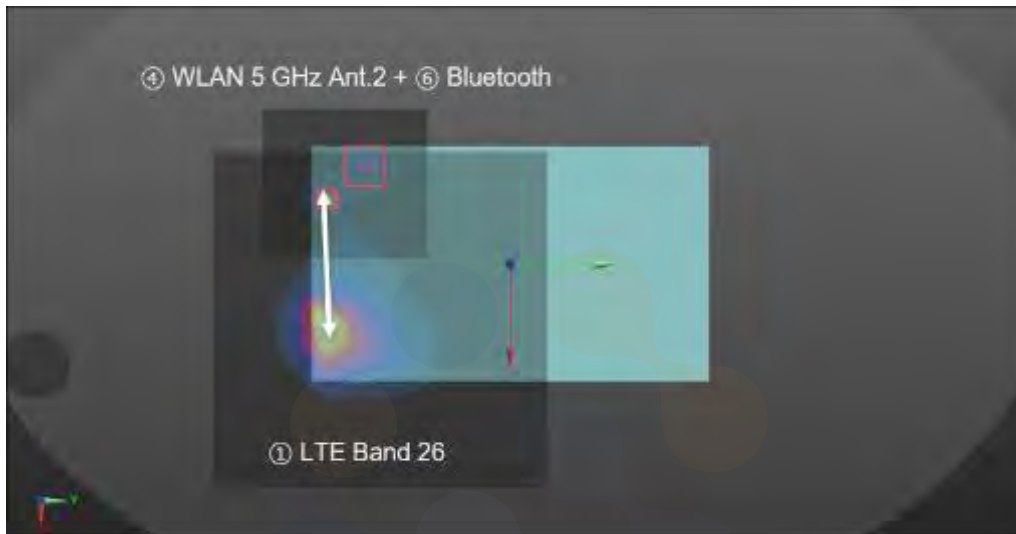 ④ WLAN 5 GHz Ant.2 + ⑥ Bluetooth
① LTE Band 26
Y